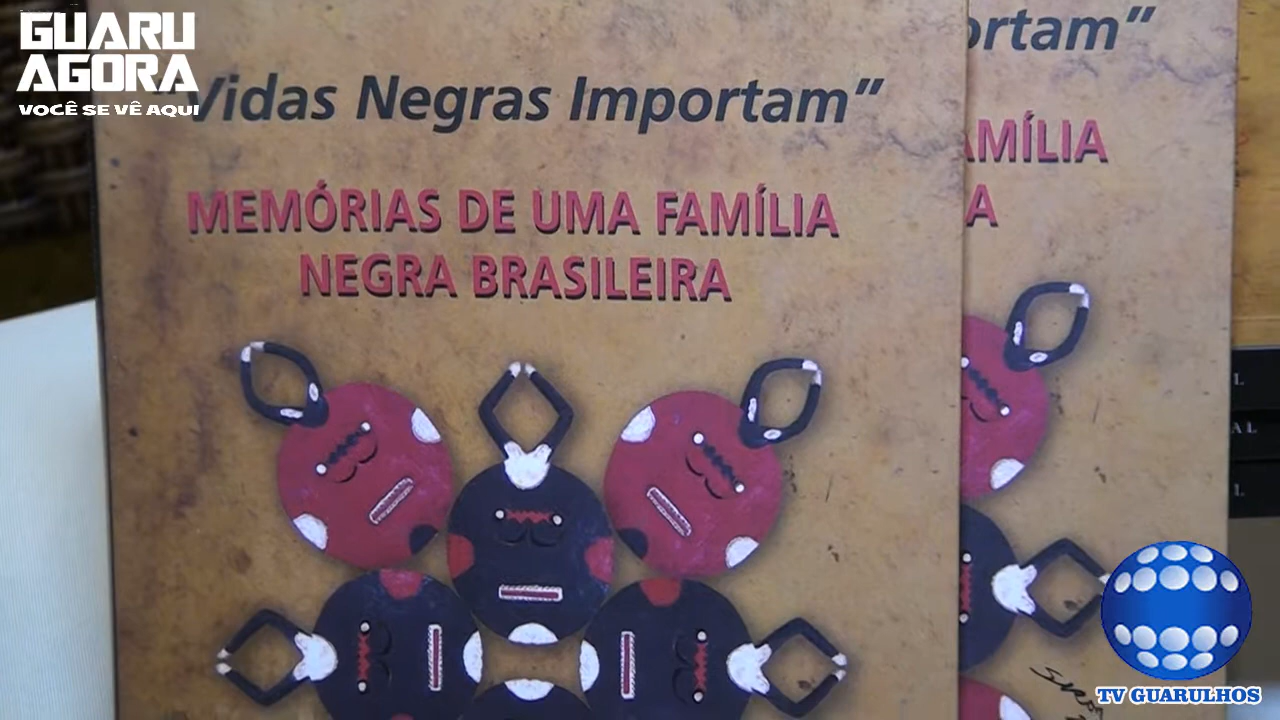 GUARU
AGORA
VOCÊ SE VÊ AQUI
"Vidas Negras Importam"
MEMÓRIAS DE UMA FAMÍLIA
NEGRA BRASILEIRA
ortam"
AMÍLIA
A
L
AL
L
TV GUARULHOS